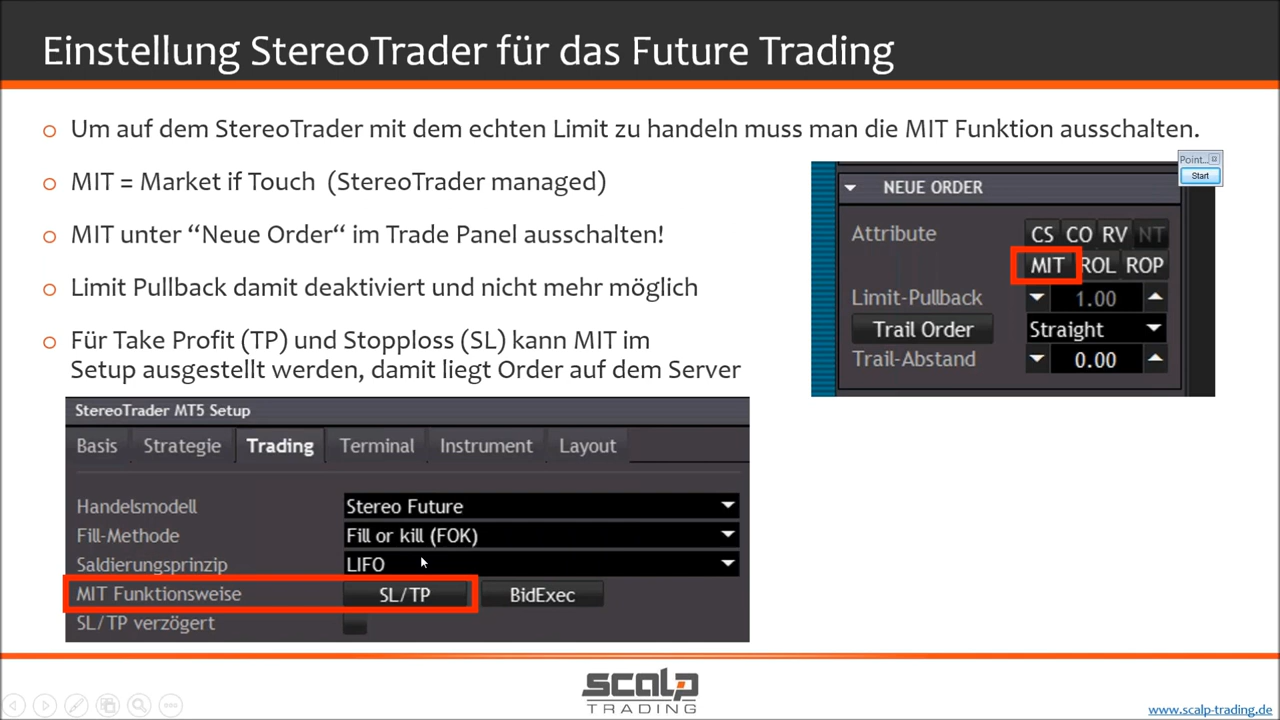 Einstellung StereoTrader für das Future Trading
Um auf dem StereoTrader mit dem echten Limit zu handeln muss man die MIT Funktion ausschalten.
MIT = Market if Touch (StereoTrader managed)
MIT unter “Neue Order“ im Trade Panel ausschalten!
Limit Pullback damit deaktiviert und nicht mehr möglich
Für Take Profit (TP) und Stopploss (SL) kann MIT im
Setup ausgestellt werden, damit liegt Order auf dem Server
Point...
Start
NEUE ORDER
Attribute CS CO RV NT
MIT ROL ROP
Limit-Pullback 1.00
Trail Order Straight
Trail-Abstand 0.00
StereoTrader MT5 Setup
Basis Strategie Trading Terminal Instrument Layout
Handelsmodell Stereo Future
Fill-Methode Fill or kill (FOK)
Saldierungsprinzip LIFO
MIT Funktionsweise SL/TP BidExec
SL/TP verzögert
SCALP
TRADING
www.scalp-trading.de